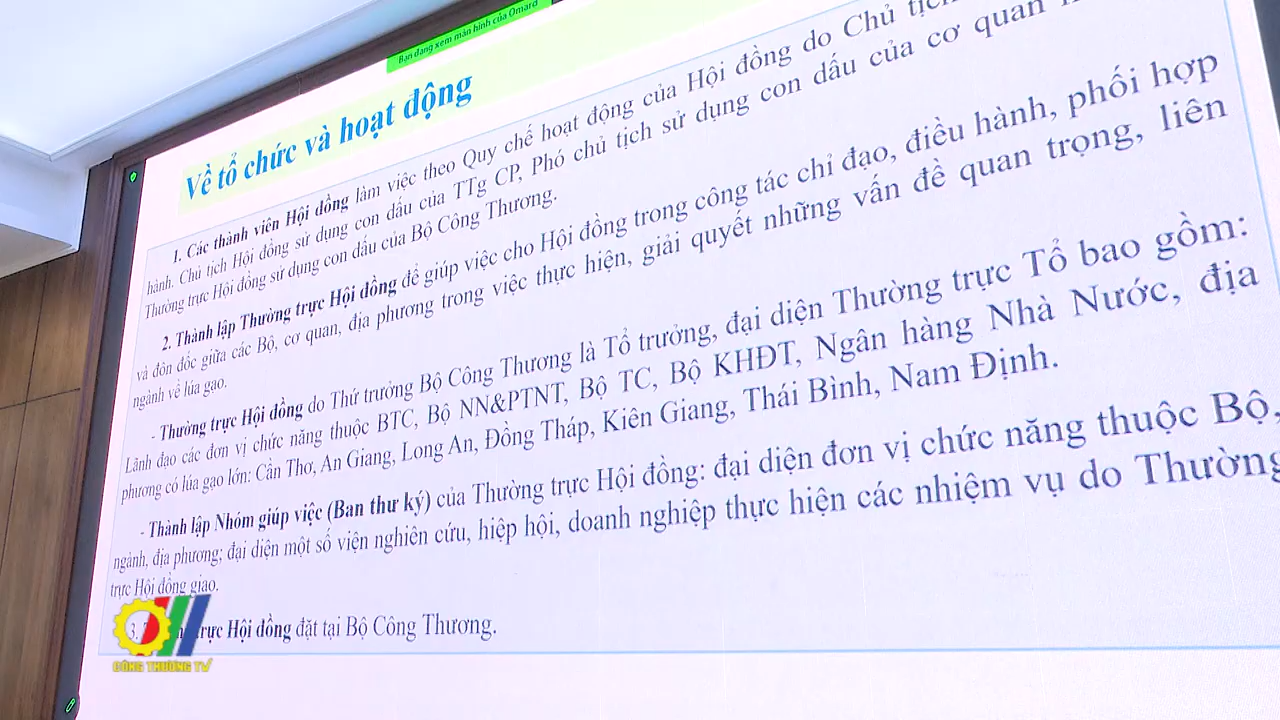 Bạn đang xem màn hình của Omard
Về tổ chức và hoạt động
1. Các thành viên Hội đồng làm việc theo Quy chế hoạt động của Hội đồng do Chủ
hành. Chủ tịch Hội đồng sử dụng con dấu của TTg CP, Phó chủ tịch sử dụng con dấu của cơ quan
Thường trực Hội đồng sử dụng con dấu của Bộ Công Thương.
2. Thành lập Thường trực Hội đồng để giúp việc cho Hội đồng trong công tác chỉ đạo, điều hành, phối hợp
và đôn đốc giữa các Bộ, cơ quan, địa phương trong việc thực hiện, giải quyết những vấn đề quan trọng, liên
ngành về lúa gạo.
- Thường trực Hội đồng do Thứ trưởng Bộ Công Thương là Tổ trưởng, đại diện Thường trực Tổ bao gồm:
Lãnh đạo các đơn vị chức năng thuộc BTC, Bộ NN&PTNT, Bộ TC, Bộ KHĐT, Ngân hàng Nhà Nước, địa
phương có lúa gạo lớn: Cần Thơ, An Giang, Long An, Đồng Tháp, Kiên Giang, Thái Bình, Nam Định.
- Thành lập Nhóm giúp việc (Ban thư ký) của Thường trực Hội đồng: đại diện đơn vị chức năng thuộc Bộ,
ngành, địa phương; đại diện một số viện nghiên cứu, hiệp hội, doanh nghiệp thực hiện các nhiệm vụ do Thường
trực Hội đồng giao.
3. trực Hội đồng đặt tại Bộ Công Thương.
CÔNG THƯƠNG TV